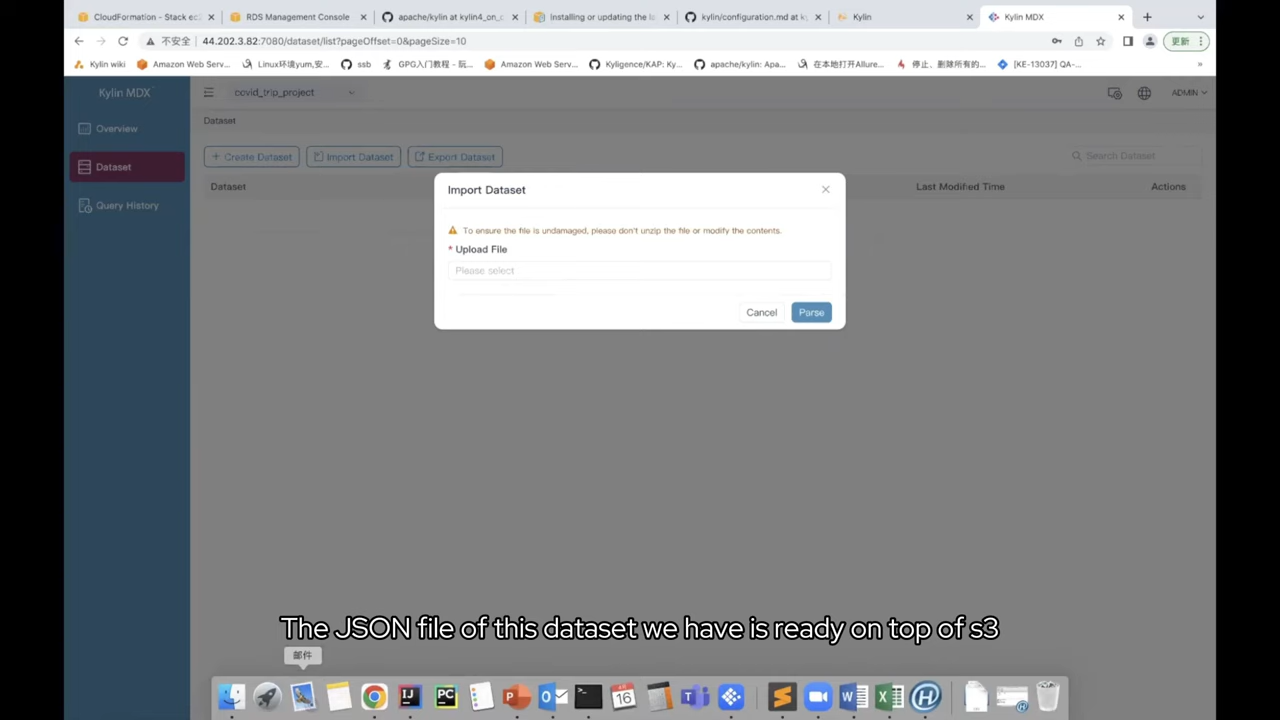 CloudFormation - Stack ec
RDS Management Console
apache/kylin at kylin4_on_c
Installing or updating the la
kylin/configuration.md at ky
Kylin
Kylin MDX
不安全
44.202.3.82:7080/dataset/list?pageOffset=0&pageSize=10
更新
Kylin wiki
Amazon Web Serv...
Linux环境yum,安...
ssb
GPG入门教程 - 阮...
Amazon Web Serv...
Kyligence/KAP: Ky...
apache/kylin: Apa...
在本地打开Allure...
停止、删除所有的...
[KE-13037] QA-...
Kylin MDX
covid_trip_project
ADMIN
Overview
Dataset
Query History
Dataset
+ Create Dataset
Import Dataset
Export Dataset
Search Dataset
Dataset
Last Modified Time
Actions
Import Dataset
To ensure the file is undamaged, please don't unzip the file or modify the contents.
* Upload File
Please select
Cancel
Parse
The JSON file of this dataset we have is ready on top of s3
邮件